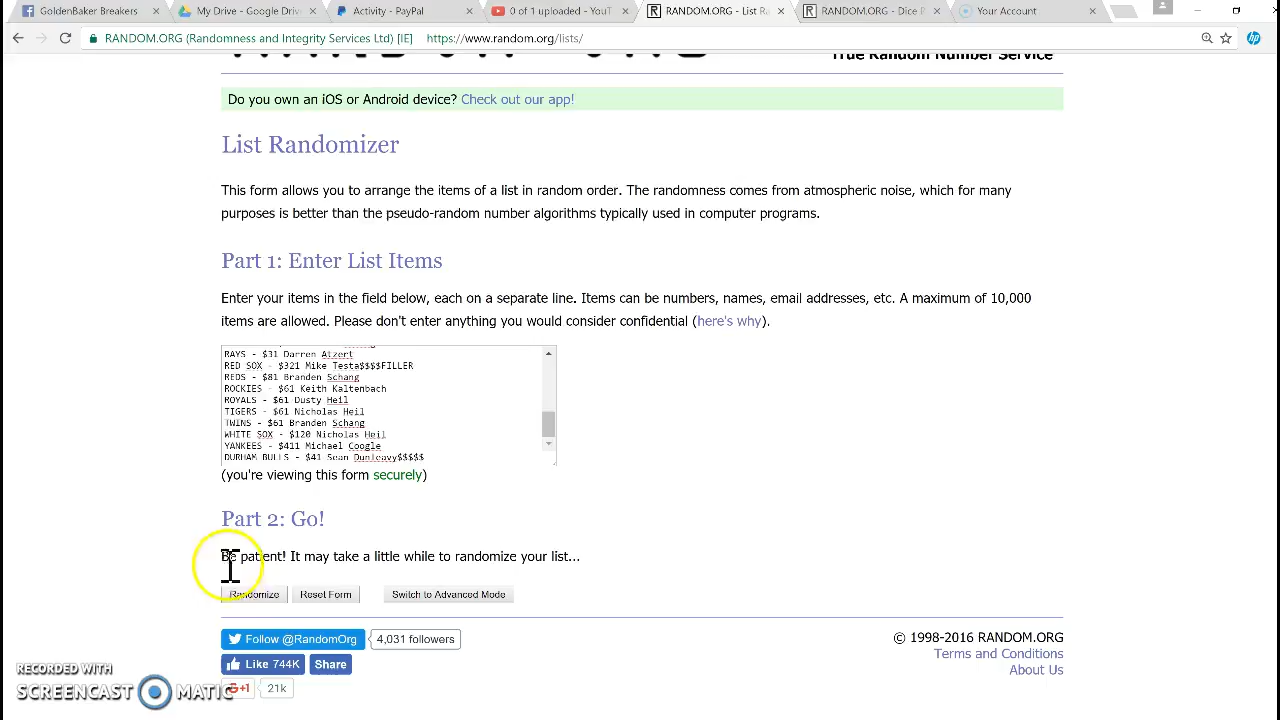 GoldenBaker Breakers
My Drive - Google Driv
Activity - PayPal
0 of 1 uploaded - YouT
RANDOM.ORG - List Ra
RANDOM.ORG - Dice R
Your Account
RANDOM.ORG (Randomness and Integrity Services Ltd) [IE] https://www.random.org/lists/
True Random Number Service
Do you own an iOS or Android device? Check out our app!
List Randomizer
This form allows you to arrange the items of a list in random order. The randomness comes from atmospheric noise, which for many
purposes is better than the pseudo-random number algorithms typically used in computer programs.
Part 1: Enter List Items
Enter your items in the field below, each on a separate line. Items can be numbers, names, email addresses, etc. A maximum of 10,000
items are allowed. Please don't enter anything you would consider confidential (here's why).
RAYS - $31 Darren Atzert
RED SOX - $321 Mike Testa$$$$FILLER
REDS - $81 Branden Schang
ROCKIES - $61 Keith Kaltenbach
ROYALS - $61 Dusty Heil
TIGERS - $61 Nicholas Heil
TWINS - $61 Branden Schang
WHITE SOX - $120 Nicholas Heil
YANKEES - $411 Michael Coogle
DURHAM BULLS - $41 Sean Dunleavy$$$$$
(you're viewing this form securely)
Part 2: Go!
Be patient! It may take a little while to randomize your list...
Randomize
Reset Form
Switch to Advanced Mode
Follow @RandomOrg
4,031 followers
© 1998-2016 RANDOM.ORG
Terms and Conditions
About Us
Like 744K
Share
RECORDED WITH
SCREENCAST MATIC
G+1
21k